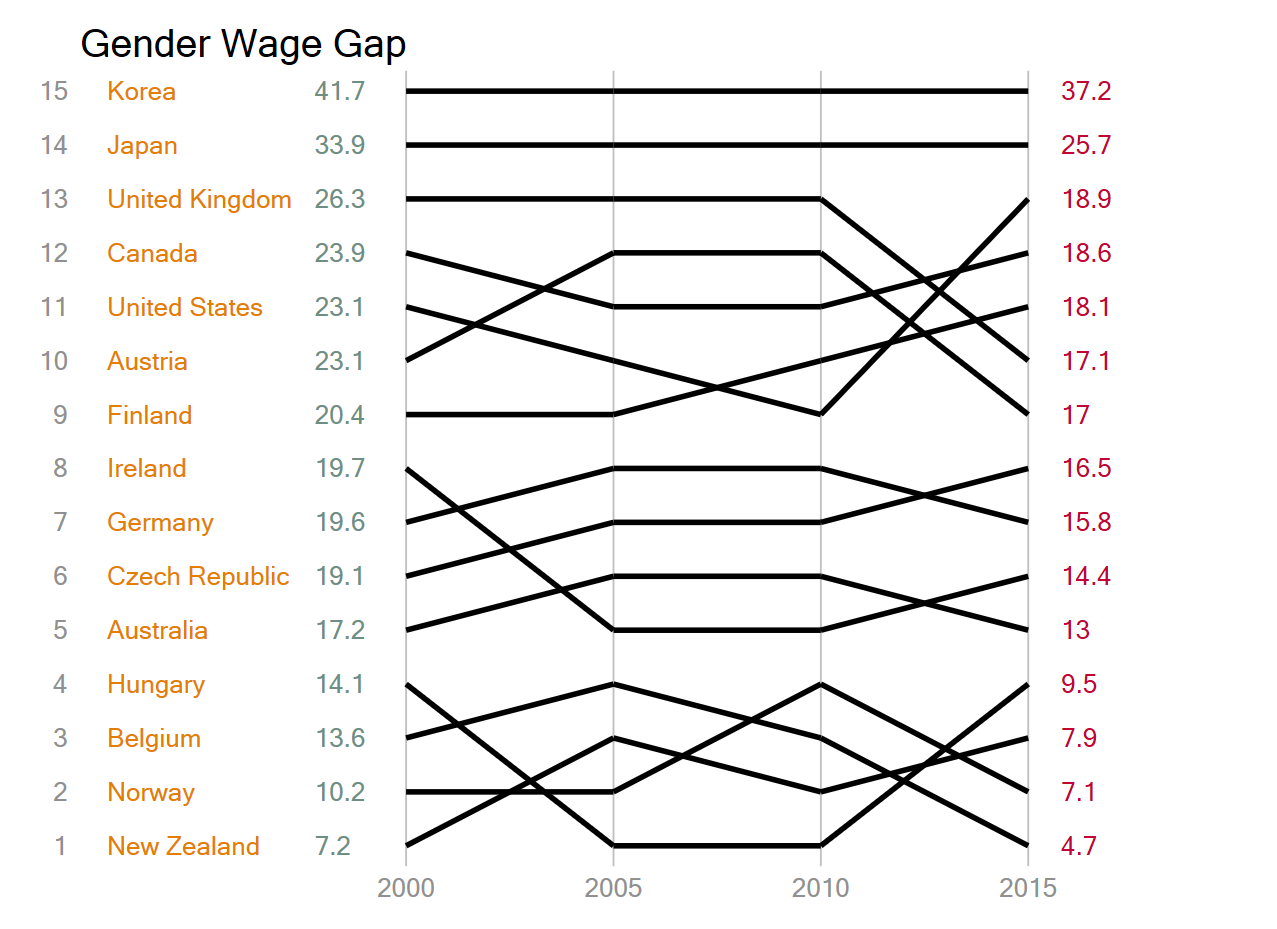 Gender Wage Gap
15 Korea 41.7 37.2
14 Japan 33.9 25.7
13 United Kingdom 26.3 18.9
12 Canada 23.9 18.6
11 United States 23.1 18.1
10 Austria 23.1 17.1
9 Finland 20.4 17
8 Ireland 19.7 16.5
7 Germany 19.6 15.8
6 Czech Republic 19.1 14.4
5 Australia 17.2 13
4 Hungary 14.1 9.5
3 Belgium 13.6 7.9
2 Norway 10.2 7.1
1 New Zealand 7.2 4.7
2000 2005 2010 2015